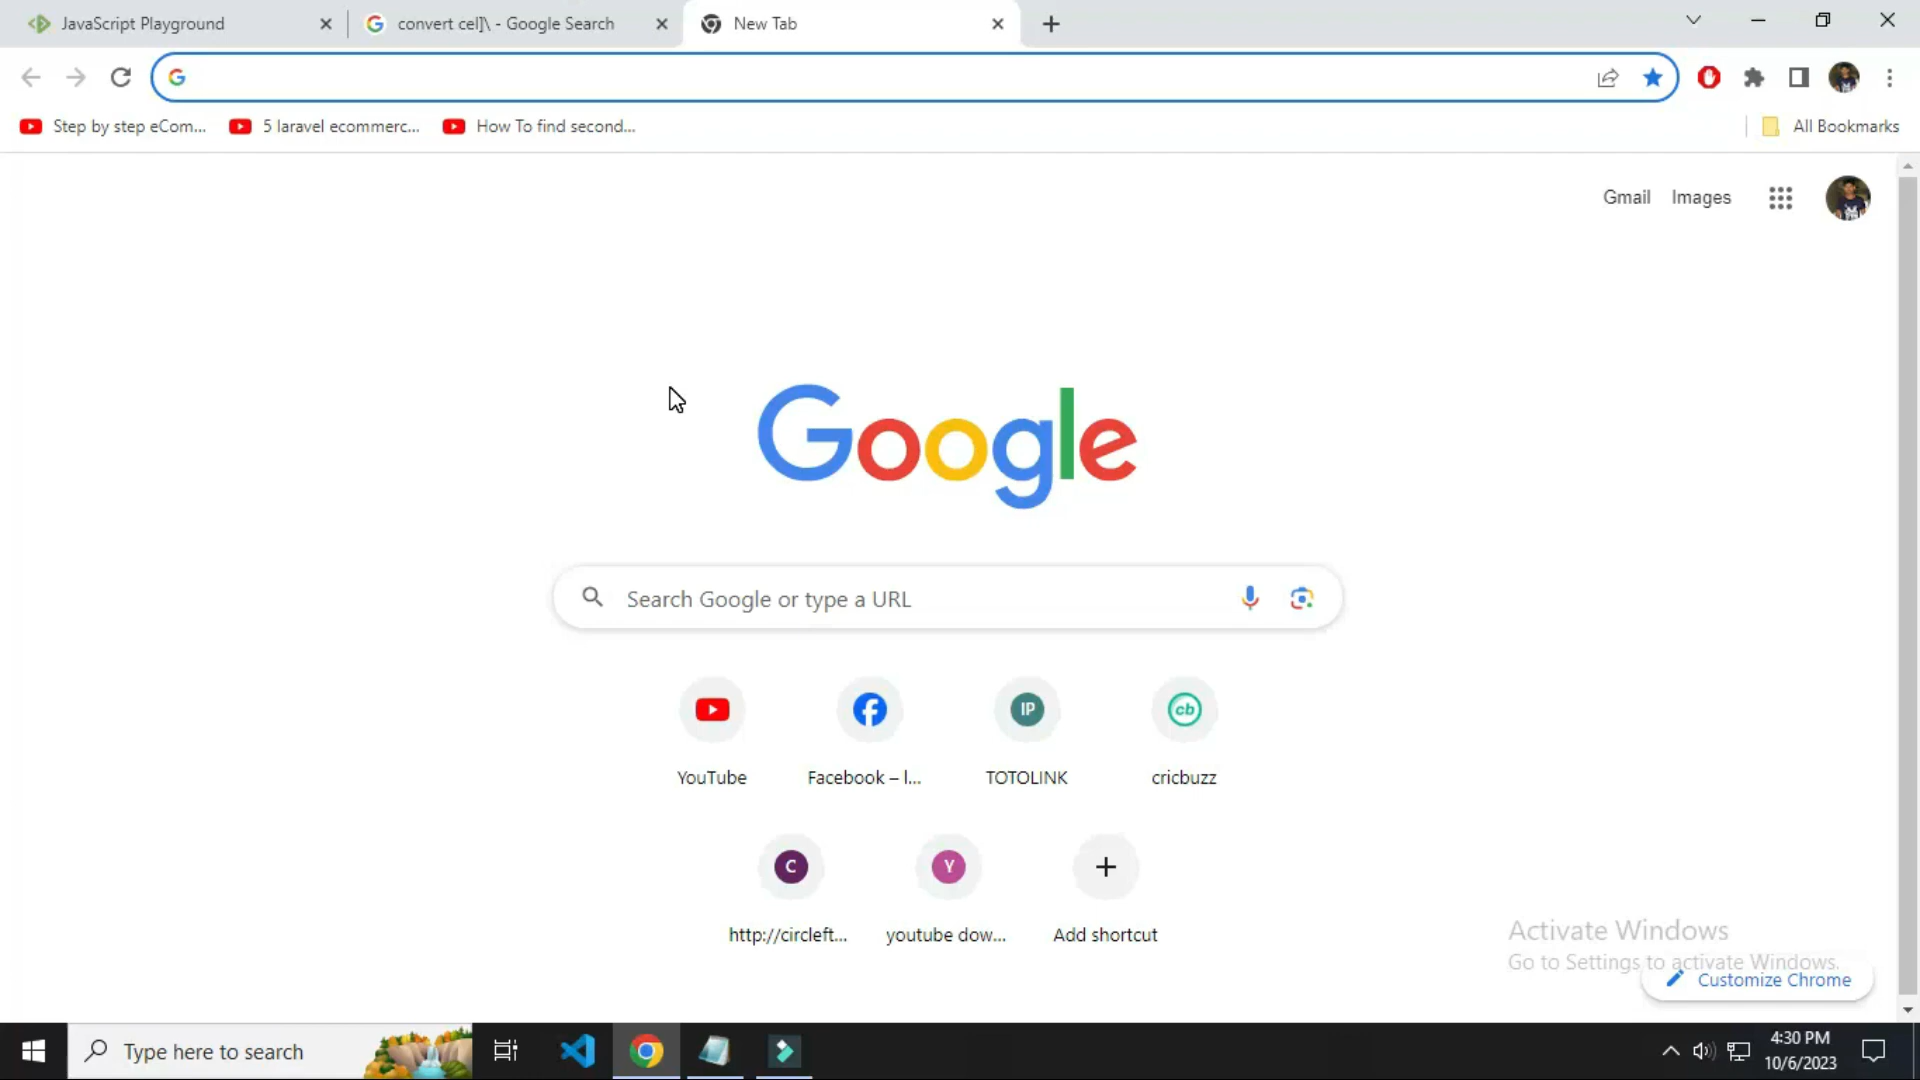 JavaScript Playground
convert cel]\ - Google Search
New Tab
Step by step eCom...
5 laravel ecommerc...
How To find second...
All Bookmarks
Gmail
Images
Google
Search Google or type a URL
IP
cb
YouTube
Facebook – l...
TOTOLINK
cricbuzz
C
Y
http://circleft...
youtube dow...
Add shortcut
Activate Windows
Go to Settings to activate Windows.
Customize Chrome
Type here to search
4:30 PM
10/6/2023